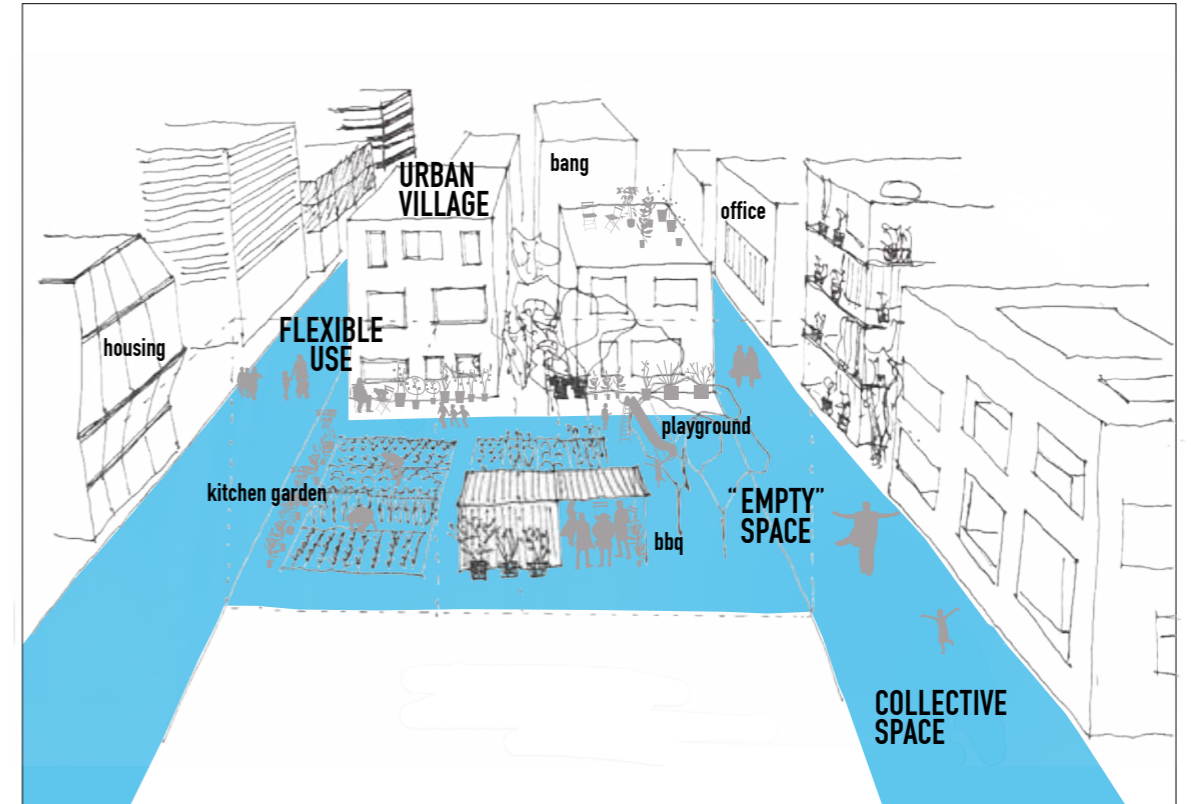 URBAN
VILLAGE
bang
office
FLEXIBLE
USE
housing
playground
kitchen garden
“EMPTY”
SPACE
bbq
COLLECTIVE
SPACE